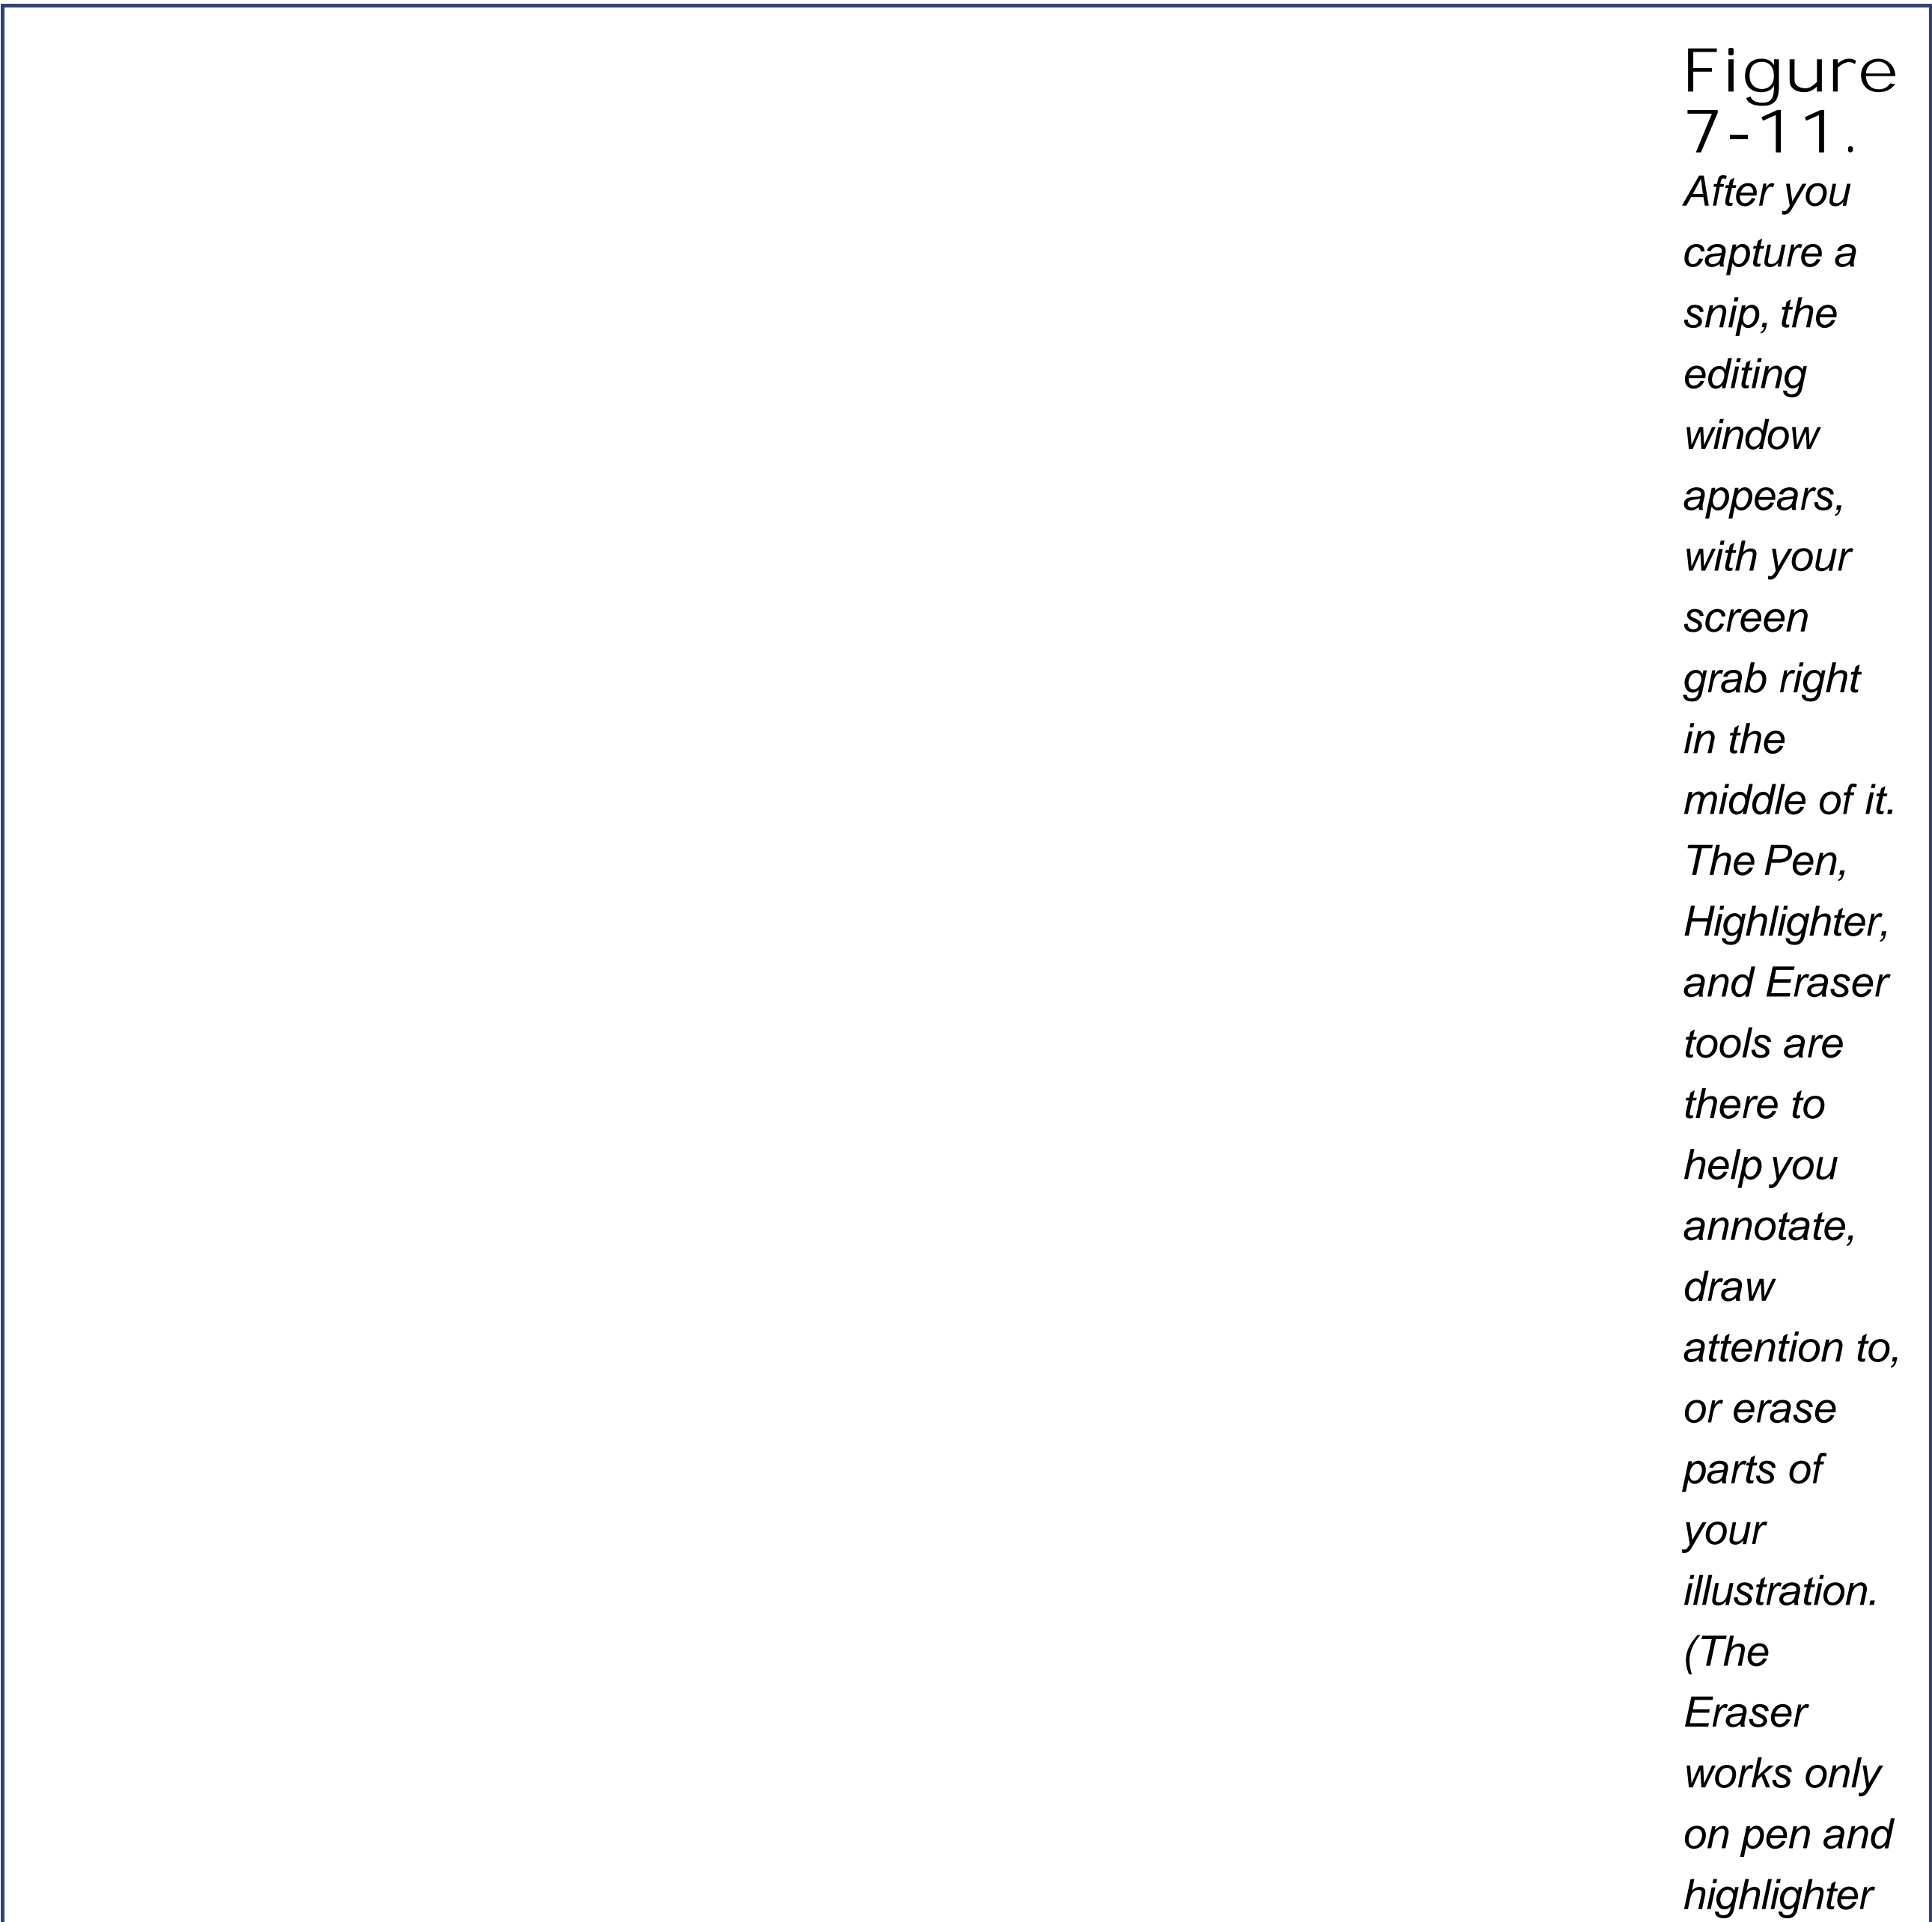 Figure
7-11.
After you
capture a
snip, the
editing
window
appears,
with your
screen
grab right
in the
middle of it.
The Pen,
Highlighter,
and Eraser
tools are
there to
help you
annotate,
draw
attention to,
or erase
parts of
your
illustration.
(The
Eraser
works only
on pen and
highlighter